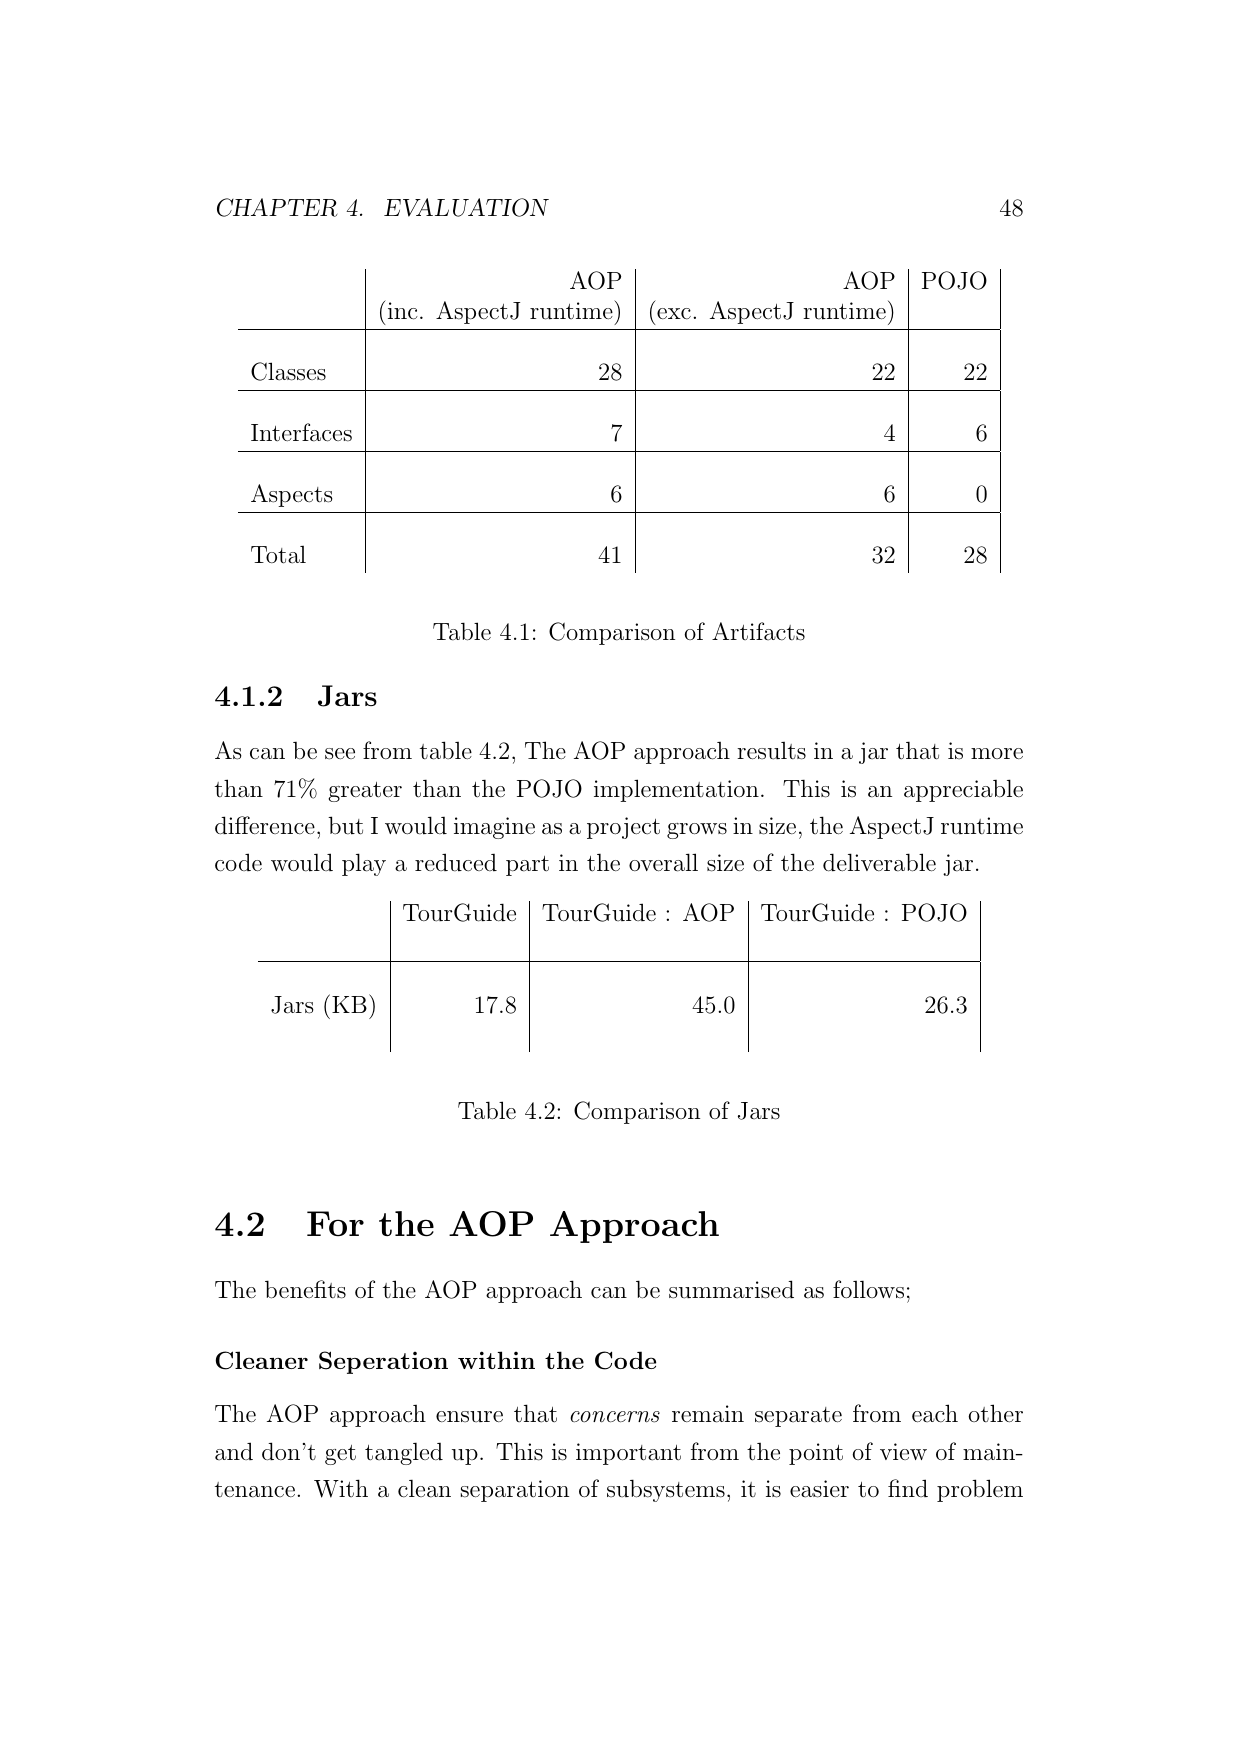 CHAPTER 4. EVALUATION 48
AOP AOP POJO
(inc. AspectJ runtime) (exc. AspectJ runtime)
Classes 28 22 22
Interfaces 7 4 6
Aspects 6 6 0
Total 41 32 28
Table 4.1: Comparison of Artifacts
4.1.2 Jars
As can be see from table 4.2, The AOP approach results in a jar that is more
than 71% greater than the POJO implementation. This is an appreciable
difference, but I would imagine as a project grows in size, the AspectJ runtime
code would play a reduced part in the overall size of the deliverable jar.
TourGuide TourGuide : AOP TourGuide : POJO
Jars (KB) 17.8 45.0 26.3
Table 4.2: Comparison of Jars
4.2 For the AOP Approach
The benefits of the AOP approach can be summarised as follows;
Cleaner Seperation within the Code
The AOP approach ensure that concerns remain separate from each other
and don't get tangled up. This is important from the point of view of main-
tenance. With a clean separation of subsystems, it is easier to find problem